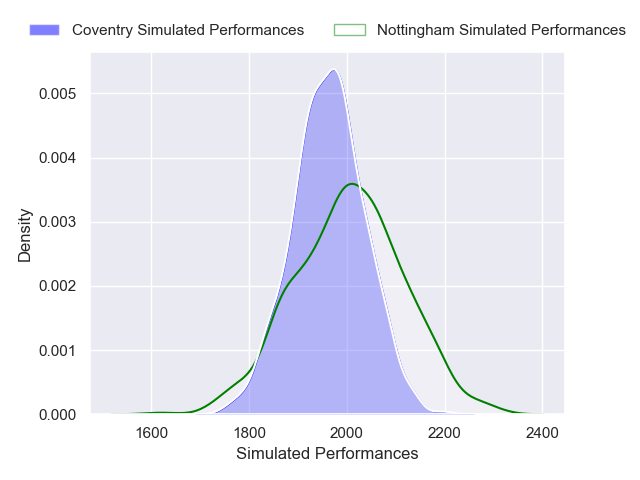 Coventry Simulated Performances Nottingham Simulated Performances
0.005
0.004
0.003
0.002
0.001
0.000
Density
1600 1800 2000 2200 2400
Simulated Performances